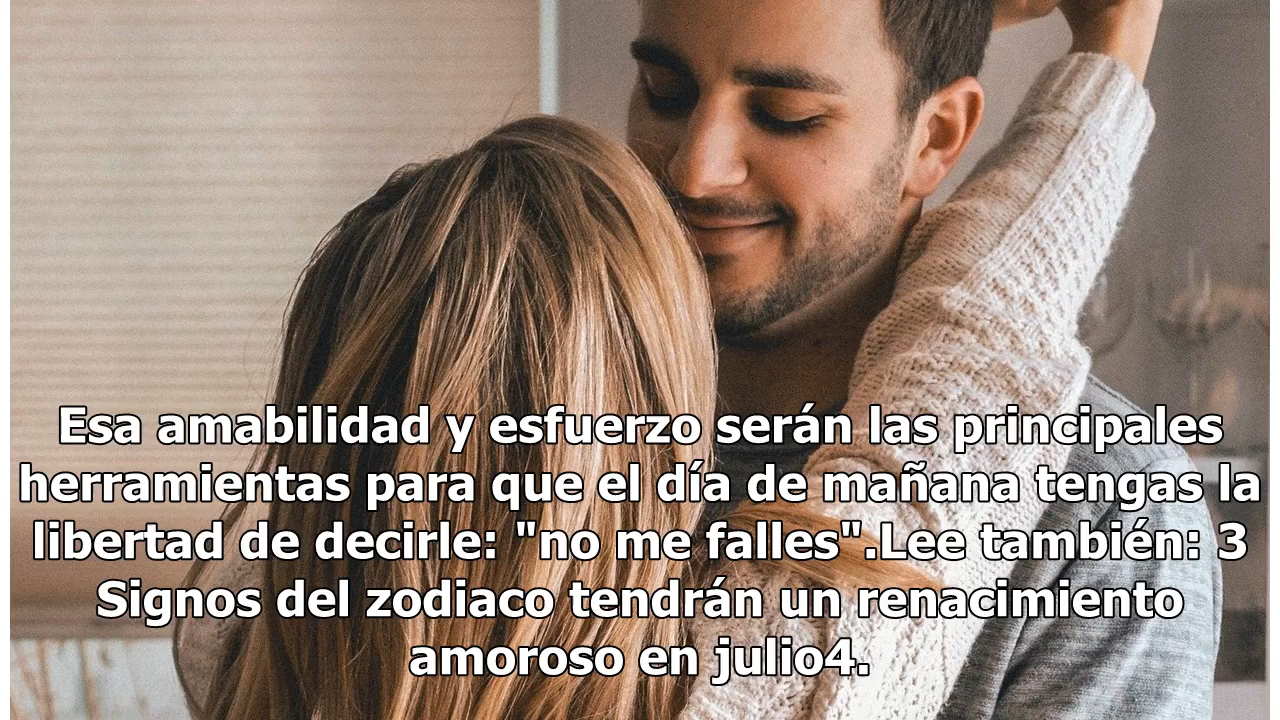 Esa amabilidad y esfuerzo serán las principales
herramientas para que el día de mañana tengas la
libertad de decirle: "no me falles".Lee también: 3
Signos del zodiaco tendrán un renacimiento
amoroso en julio4.